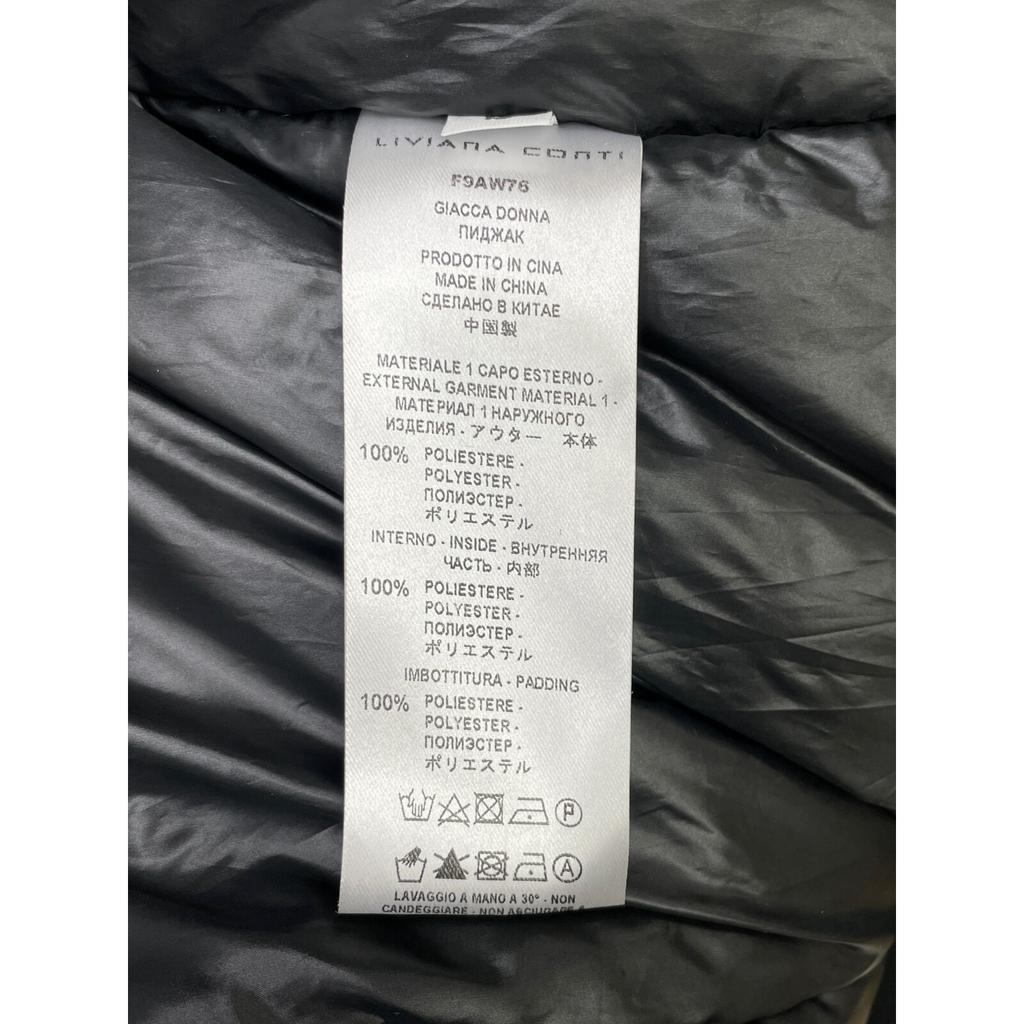 LIVIANA CONTI
F9AW76
GIACCA DONNA
ПИДЖАК
PRODOTTO IN CINA
MADE IN CHINA
СДЕЛАНО В КИТАЕ
中国製
MATERIALE 1 CAPO ESTERNO -
EXTERNAL GARMENT MATERIAL 1 -
МАТЕРИАЛ 1 НАРУЖНОГО
ИЗДЕЛИЯ - アウター 本体
100% POLIESTERE -
POLYESTER -
ПОЛИЭСТЕР -
ポリエステル
INTERNO - INSIDE - ВНУТРЕННЯЯ
ЧАСТЬ - 内部
100% POLIESTERE -
POLYESTER -
ПОЛИЭСТЕР -
ポリエステル
IMBOTTITURA - PADDING
100% POLIESTERE -
POLYESTER -
ПОЛИЭСТЕР -
ポリエステル
P
A
LAVAGGIO A MANO A 30° - NON
CANDEGGIARE - NON ASCIUGARE A